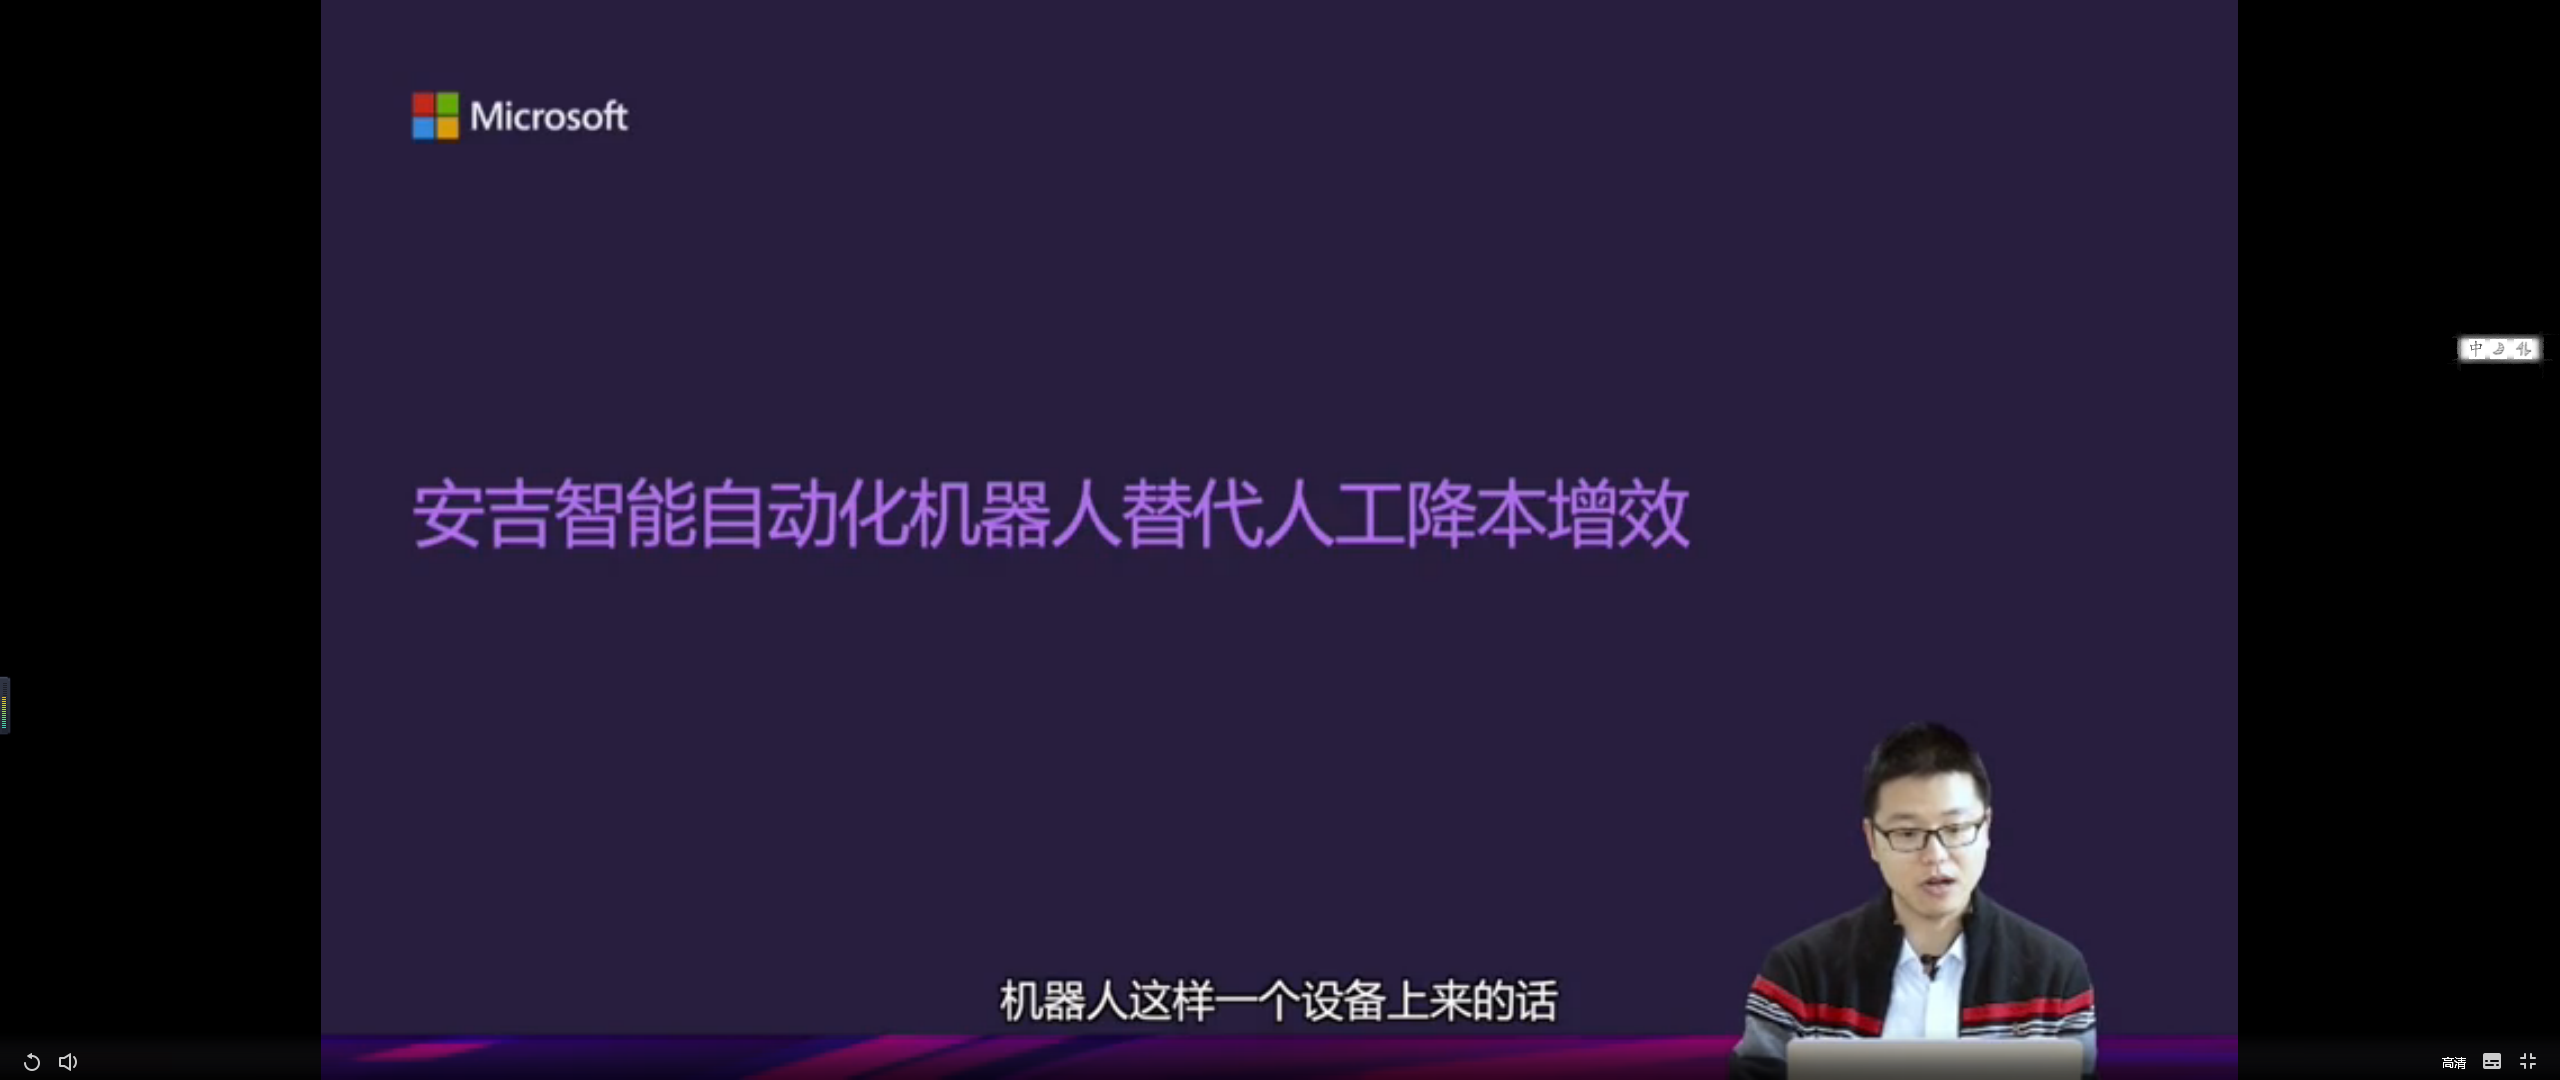 Microsoft
安吉智能自动化机器人替代人工降本增效
中
机器人这样一个设备上来的话
高清